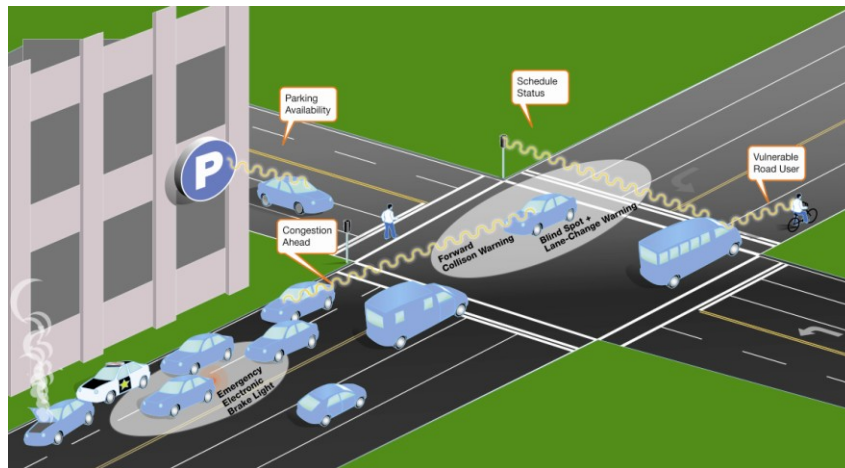 Parking
Availability
Schedule
Status
Vulnerable
Road User
P
Congestion
Ahead
Forward
Collison Warning
Blind Spot +
Lane-Change Warning
Emergency
Electronic
Brake Light